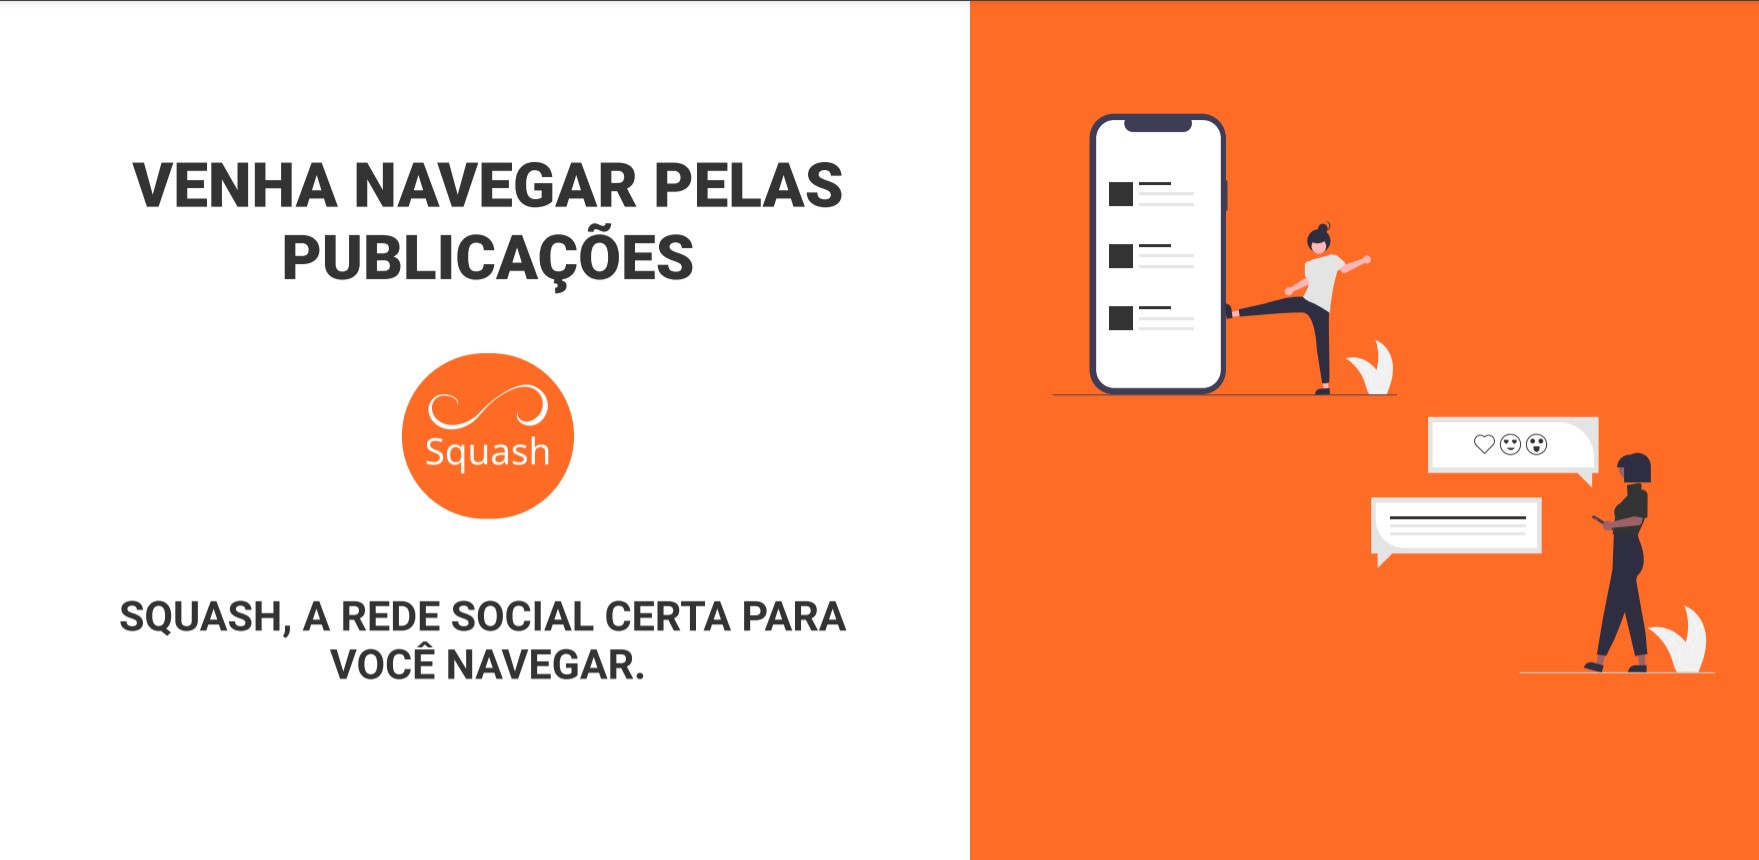 VENHA NAVEGAR PELAS
PUBLICAÇÕES
Squash
SQUASH, A REDE SOCIAL CERTA PARA
VOCÊ NAVEGAR.